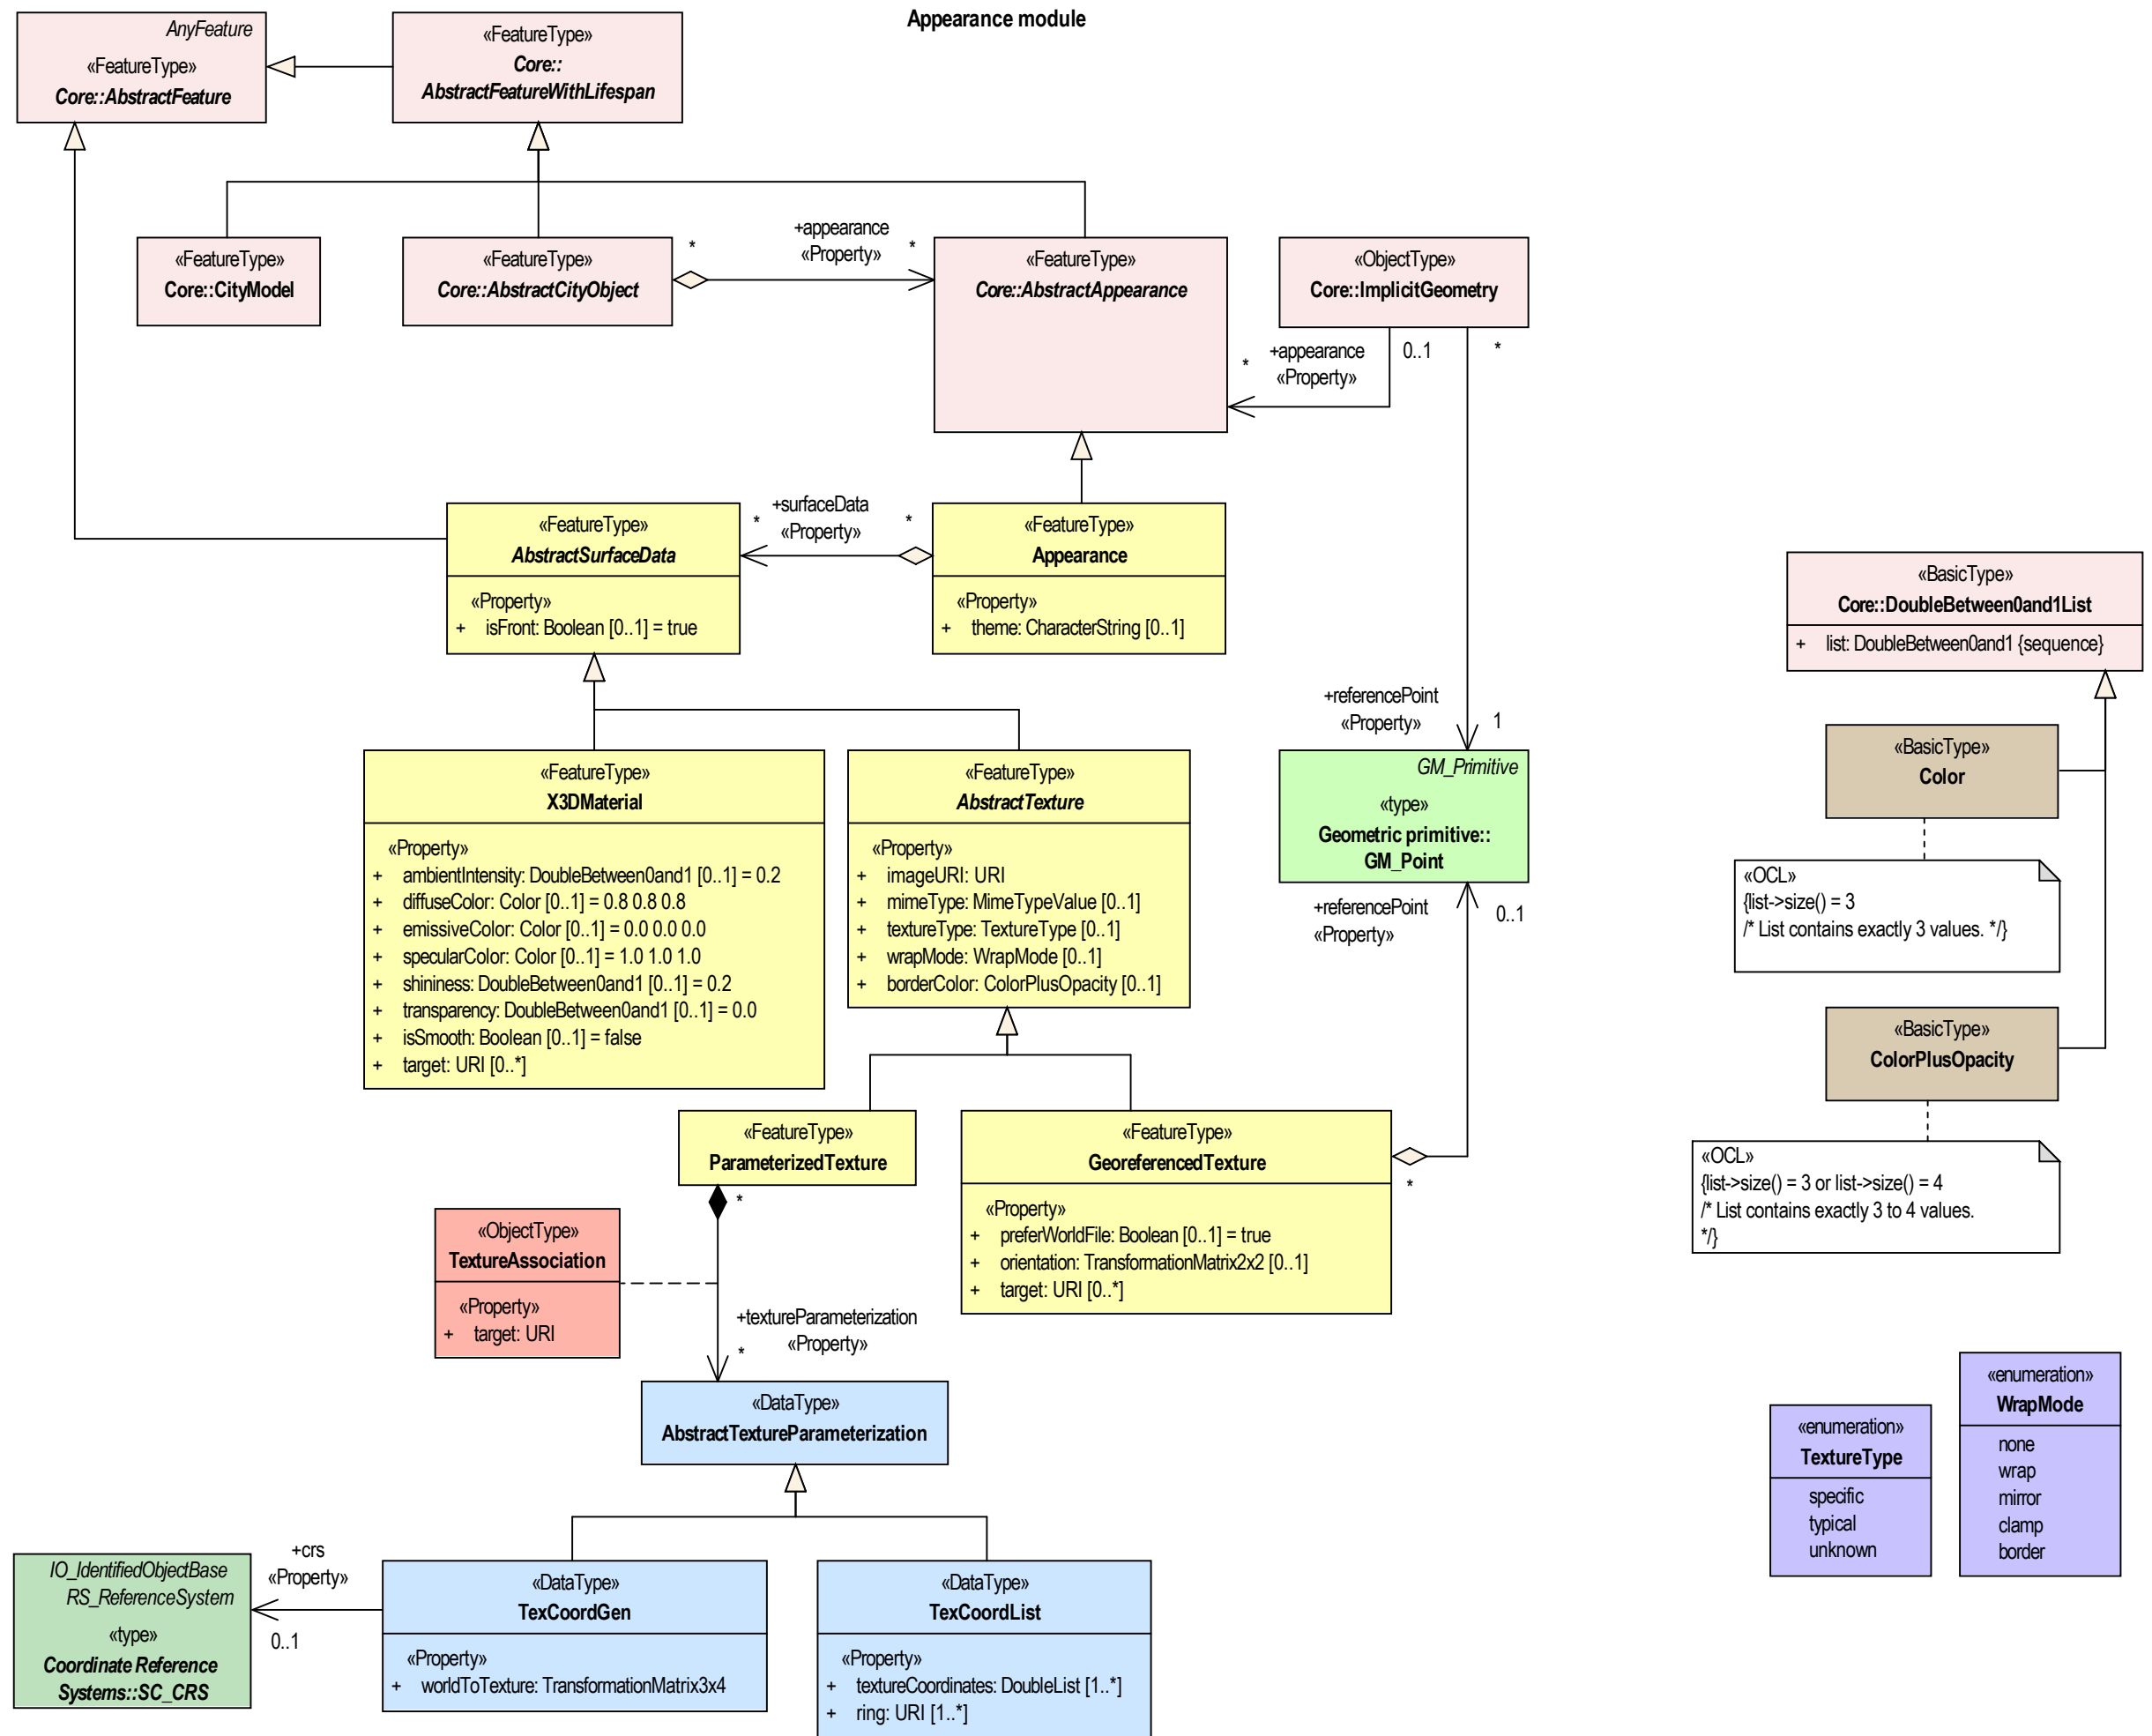 Appearance module
AnyFeature
«FeatureType»
Core::AbstractFeature
«FeatureType»
Core::
AbstractFeatureWithLifespan
«FeatureType»
Core::CityModel
«FeatureType»
Core::AbstractCityObject
*
+appearance
«Property»
*
«FeatureType»
Core::AbstractAppearance
«ObjectType»
Core::ImplicitGeometry
*
+appearance
«Property»
0..1
*
«FeatureType»
AbstractSurfaceData
«Property»
+ isFront: Boolean [0..1] = true
*
+surfaceData
«Property»
*
«FeatureType»
Appearance
«Property»
+ theme: CharacterString [0..1]
«BasicType»
Core::DoubleBetween0and1List
+ list: DoubleBetween0and1 {sequence}
+referencePoint
«Property»
1
«FeatureType»
X3DMaterial
«Property»
+ ambientIntensity: DoubleBetween0and1 [0..1] = 0.2
+ diffuseColor: Color [0..1] = 0.8 0.8 0.8
+ emissiveColor: Color [0..1] = 0.0 0.0 0.0
+ specularColor: Color [0..1] = 1.0 1.0 1.0
+ shininess: DoubleBetween0and1 [0..1] = 0.2
+ transparency: DoubleBetween0and1 [0..1] = 0.0
+ isSmooth: Boolean [0..1] = false
+ target: URI [0..*]
«FeatureType»
AbstractTexture
«Property»
+ imageURI: URI
+ mimeType: MimeTypeValue [0..1]
+ textureType: TextureType [0..1]
+ wrapMode: WrapMode [0..1]
+ borderColor: ColorPlusOpacity [0..1]
GM_Primitive
«type»
Geometric primitive::
GM_Point
+referencePoint
«Property»
0..1
«BasicType»
Color
«OCL»
{list->size() = 3
/* List contains exactly 3 values. */}
«BasicType»
ColorPlusOpacity
«OCL»
{list->size() = 3 or list->size() = 4
/* List contains exactly 3 to 4 values.
*/}
«FeatureType»
ParameterizedTexture
*
«FeatureType»
GeoreferencedTexture
«Property»
+ preferWorldFile: Boolean [0..1] = true
+ orientation: TransformationMatrix2x2 [0..1]
+ target: URI [0..*]
*
«ObjectType»
TextureAssociation
«Property»
+ target: URI
+textureParameterization
«Property»
*
«DataType»
AbstractTextureParameterization
«enumeration»
TextureType
specific
typical
unknown
«enumeration»
WrapMode
none
wrap
mirror
clamp
border
IO_IdentifiedObjectBase
RS_ReferenceSystem
«type»
Coordinate Reference
Systems::SC_CRS
+crs
«Property»
0..1
«DataType»
TexCoordGen
«Property»
+ worldToTexture: TransformationMatrix3x4
«DataType»
TexCoordList
«Property»
+ textureCoordinates: DoubleList [1..*]
+ ring: URI [1..*]